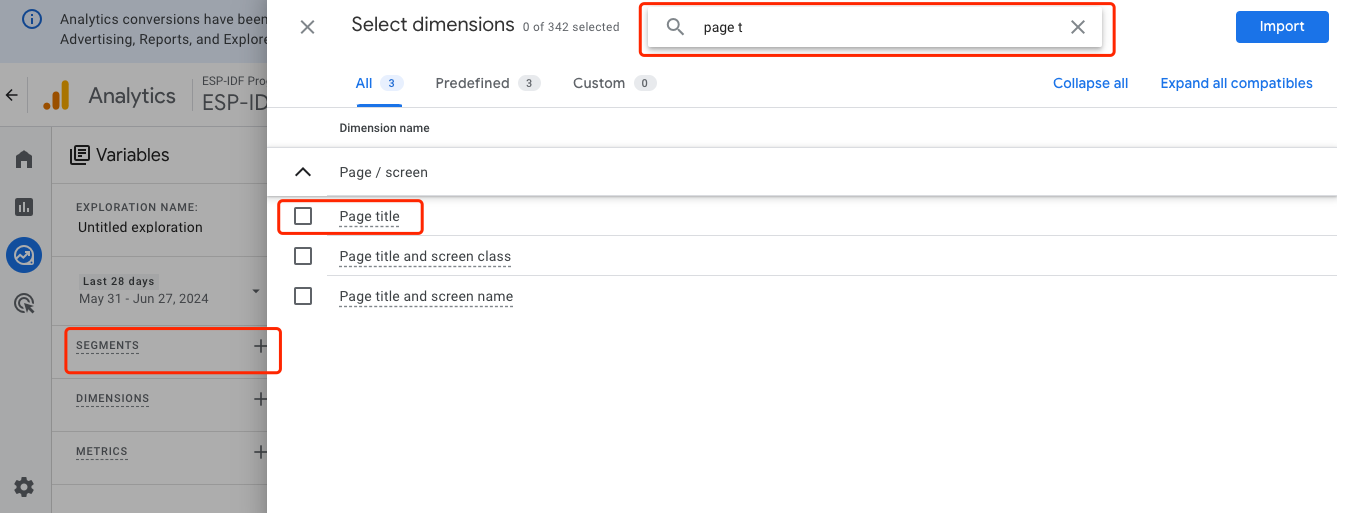 Analytics conversions have been
Advertising, Reports, and Explore
ESP-IDF Pro
Analytics
ESP-ID
Variables
EXPLORATION NAME:
Untitled exploration
Last 28 days
May 31 - Jun 27, 2024
SEGMENTS
DIMENSIONS
METRICS
Select dimensions 0 of 342 selected
page t
Import
All 3 Predefined 3 Custom 0
Collapse all Expand all compatibles
Dimension name
Page / screen
Page title
Page title and screen class
Page title and screen name